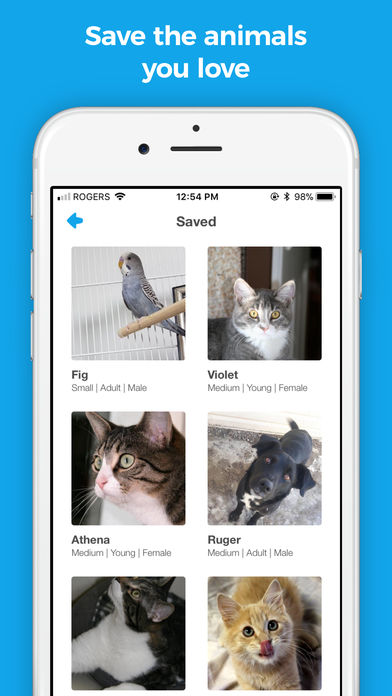 Save the animals
you love
ROGERS 12:54 PM 98%
Saved
Fig
Small | Adult | Male
Violet
Medium | Young | Female
Athena
Medium | Young | Female
Ruger
Medium | Adult | Male